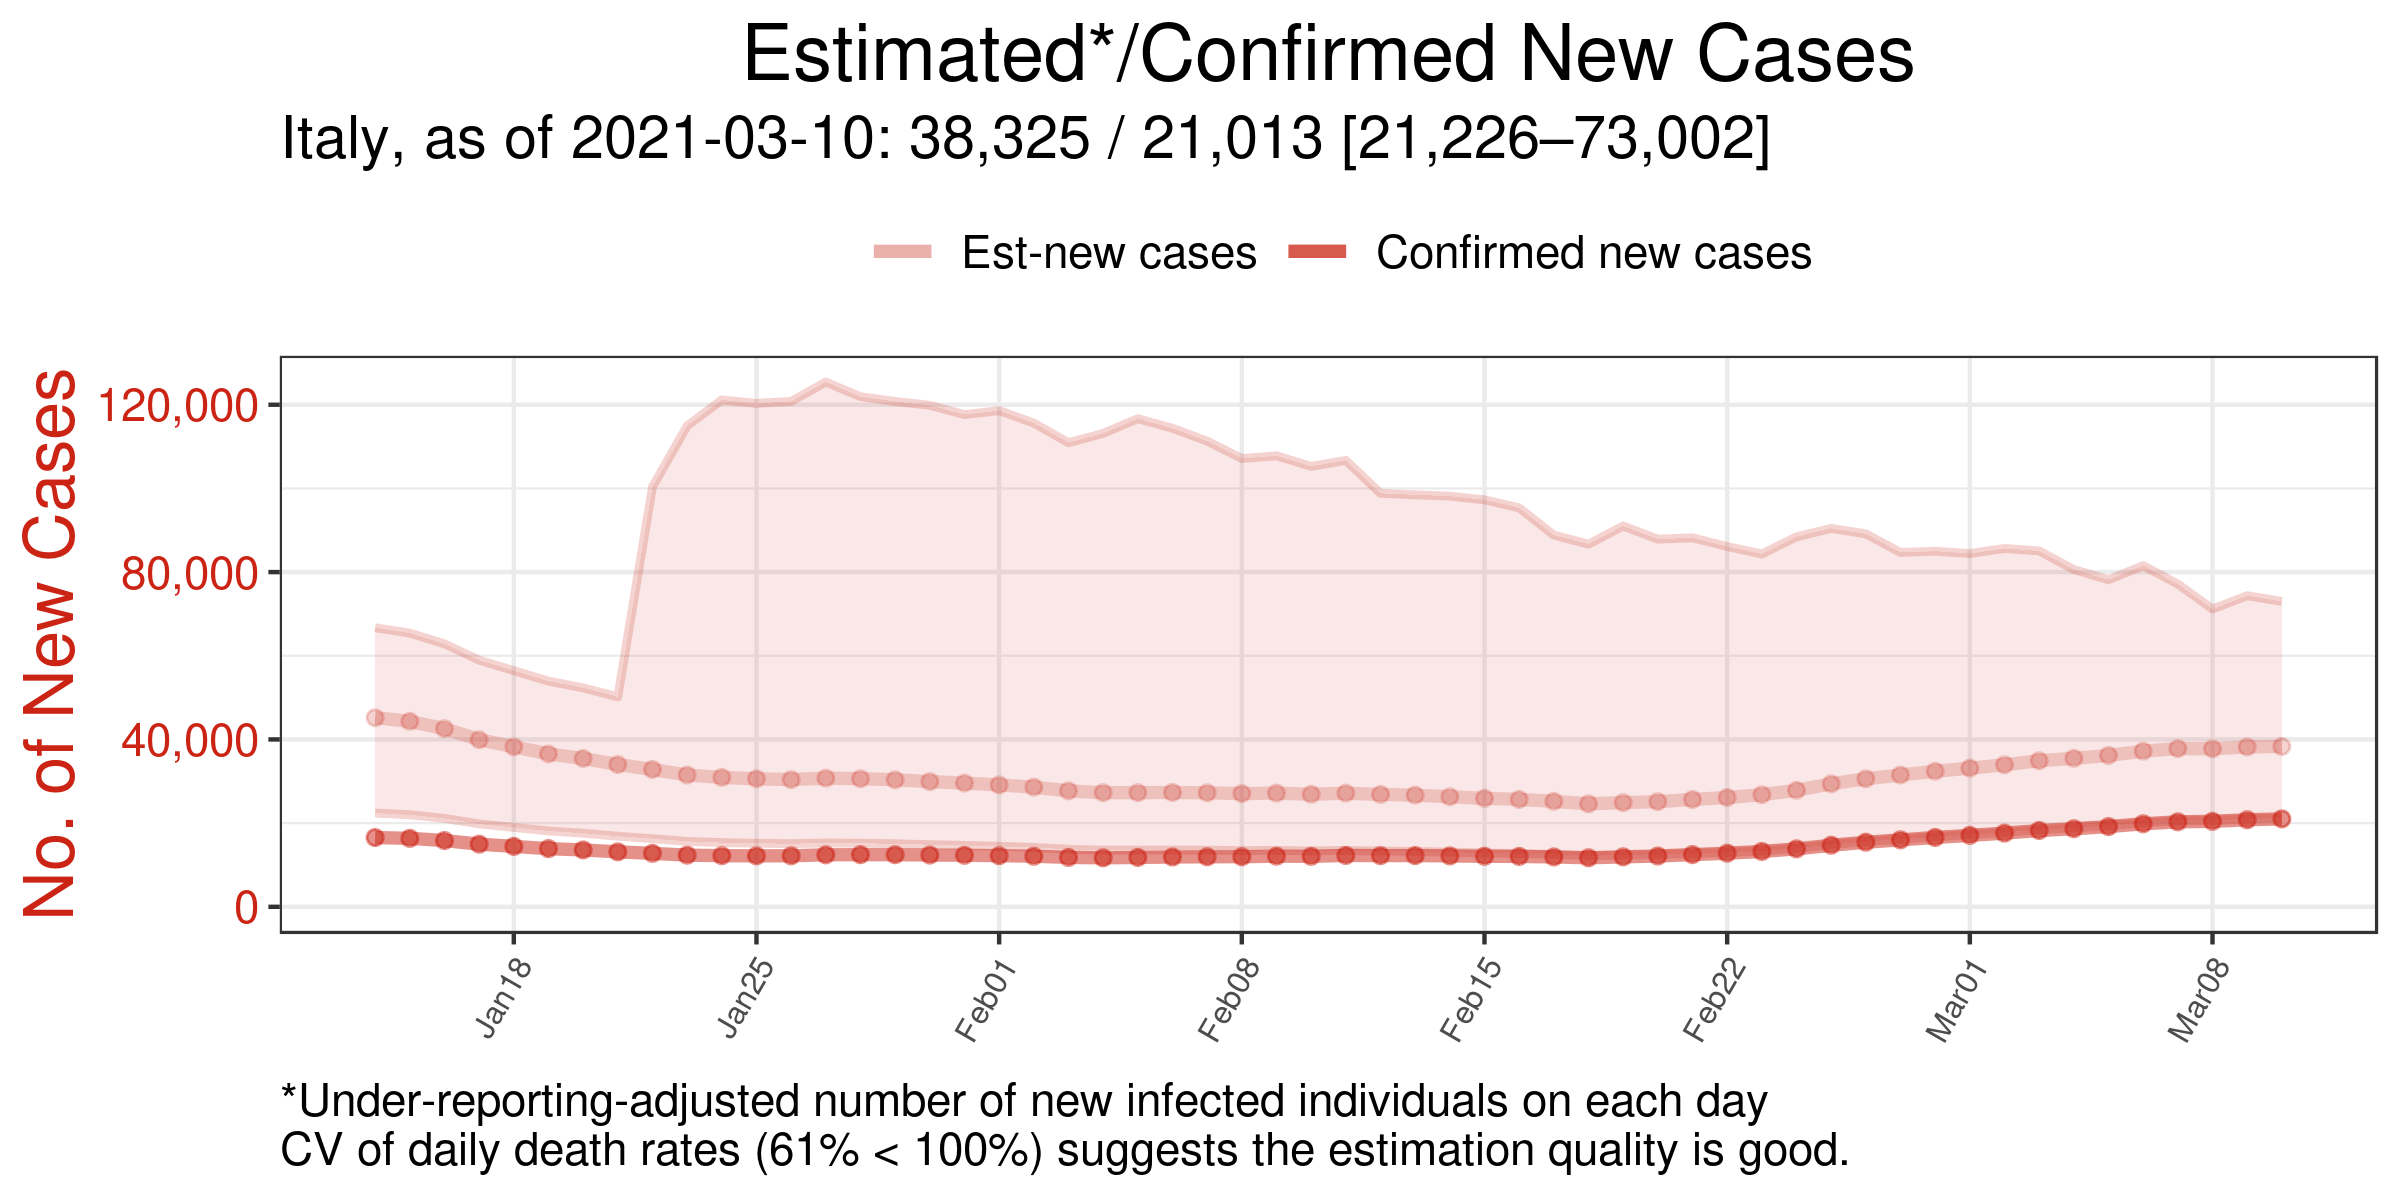 Estimated*/Confirmed New Cases
Italy, as of 2021-03-10: 38,325 / 21,013 [21,226–73,002]
Est-new cases Confirmed new cases
No. of New Cases
120,000
80,000
40,000
0
Jan18 Jan25 Feb01 Feb08 Feb15 Feb22 Mar01 Mar08
*Under-reporting-adjusted number of new infected individuals on each day
CV of daily death rates (61% < 100%) suggests the estimation quality is good.